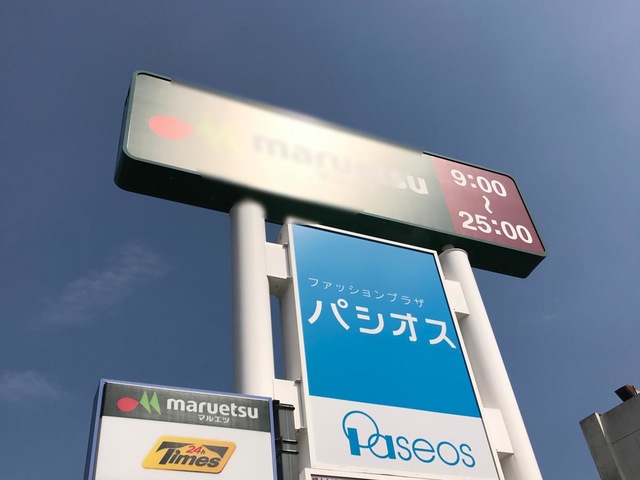 maruetsu
9:00
〜
25:00
ファッションプラザ
パシオス
Paseos
maruetsu
マルエツ
24h
Times